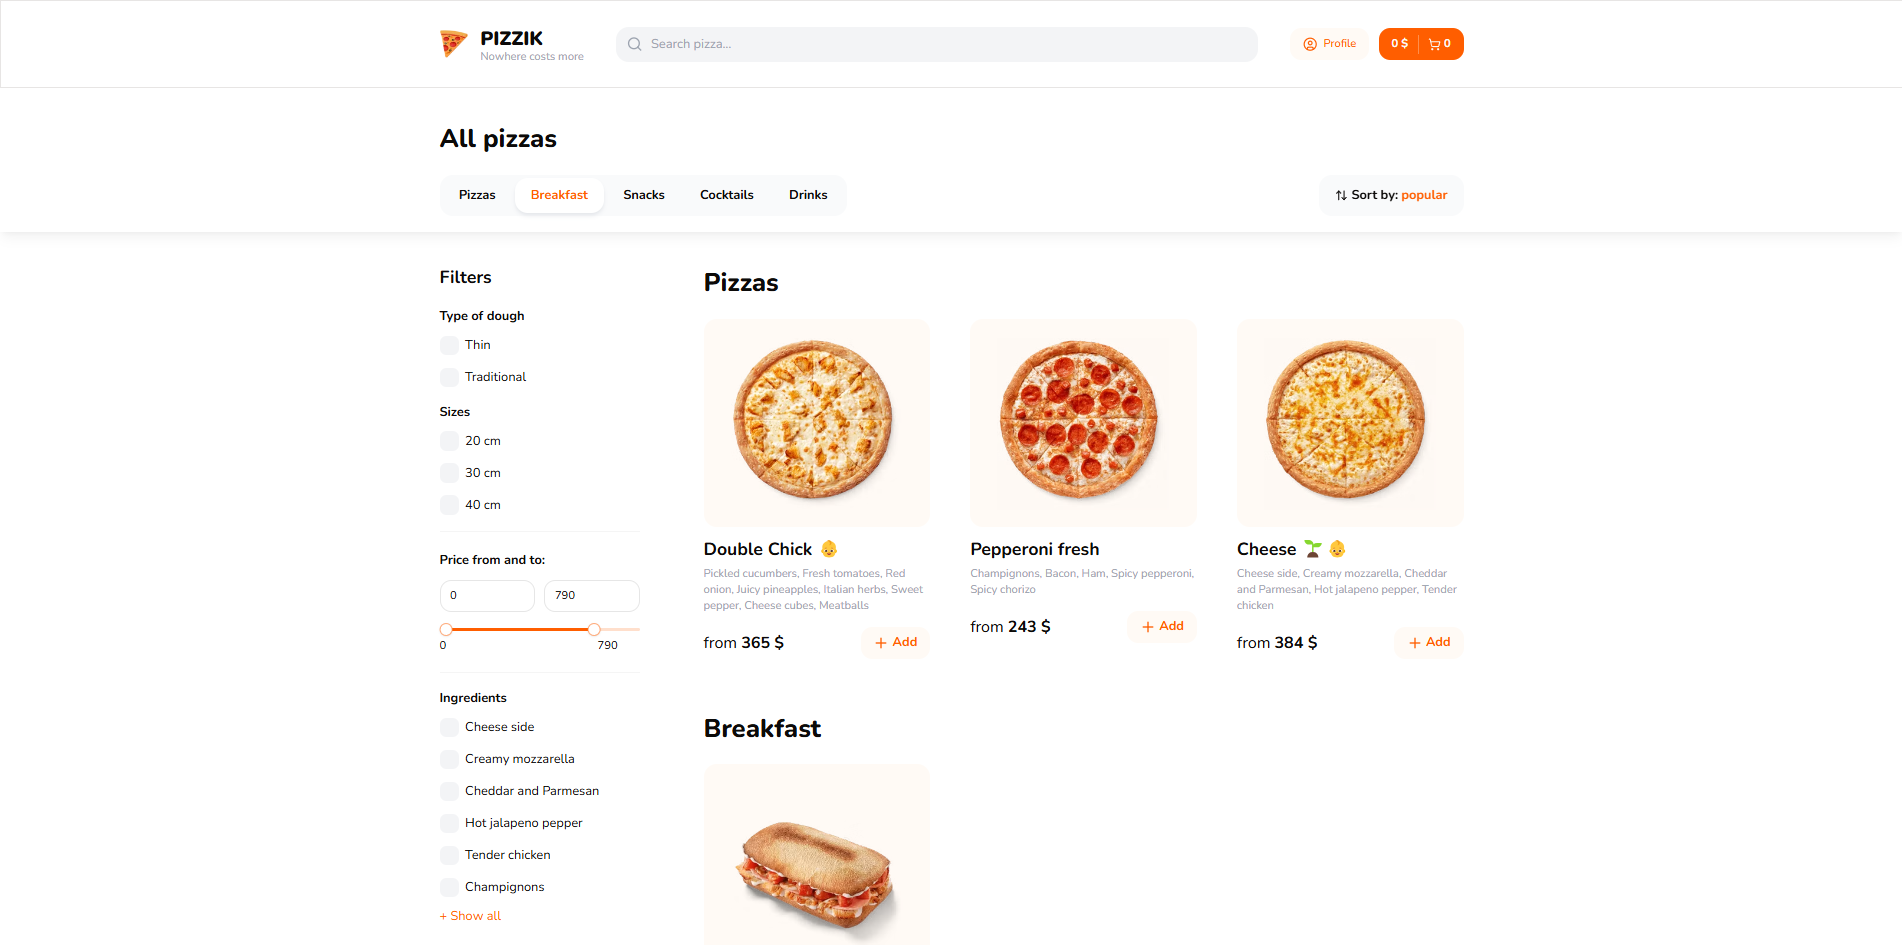 PIZZIK
Nowhere costs more
Search pizza...
Profile
0 $
0
All pizzas
Pizzas
Breakfast
Snacks
Cocktails
Drinks
Sort by: popular
Filters
Type of dough
Thin
Traditional
Sizes
20 cm
30 cm
40 cm
Price from and to:
0
790
0
790
Ingredients
Cheese side
Creamy mozzarella
Cheddar and Parmesan
Hot jalapeno pepper
Tender chicken
Champignons
+ Show all
Pizzas
Double Chick 👶
Pickled cucumbers, Fresh tomatoes, Red
onion, Juicy pineapples, Italian herbs, Sweet
pepper, Cheese cubes, Meatballs
from 365 $
+ Add
Pepperoni fresh
Champignons, Bacon, Ham, Spicy pepperoni,
Spicy chorizo
from 243 $
+ Add
Cheese 🌱 👶
Cheese side, Creamy mozzarella, Cheddar
and Parmesan, Hot jalapeno pepper, Tender
chicken
from 384 $
+ Add
Breakfast